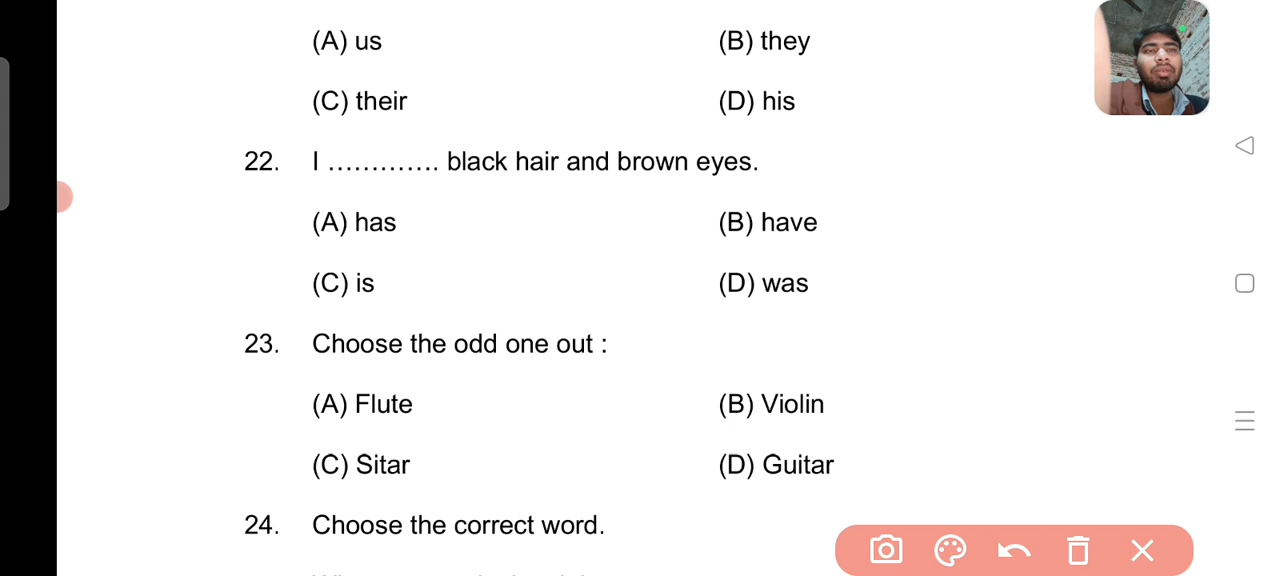 (A) us (B) they
(C) their (D) his
22. I ............. black hair and brown eyes.
(A) has (B) have
(C) is (D) was
23. Choose the odd one out :
(A) Flute (B) Violin
(C) Sitar (D) Guitar
24. Choose the correct word.